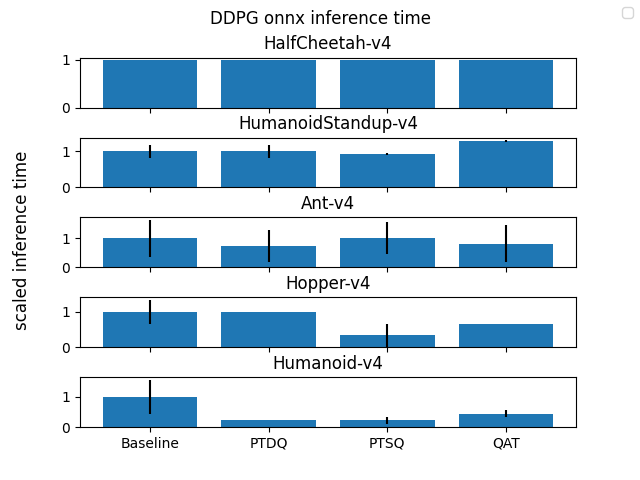 DDPG onnx inference time
HalfCheetah-v4
1
0
HumanoidStandup-v4
1
0
Ant-v4
1
0
Hopper-v4
1
0
Humanoid-v4
1
0
scaled inference time
Baseline PTDQ PTSQ QAT